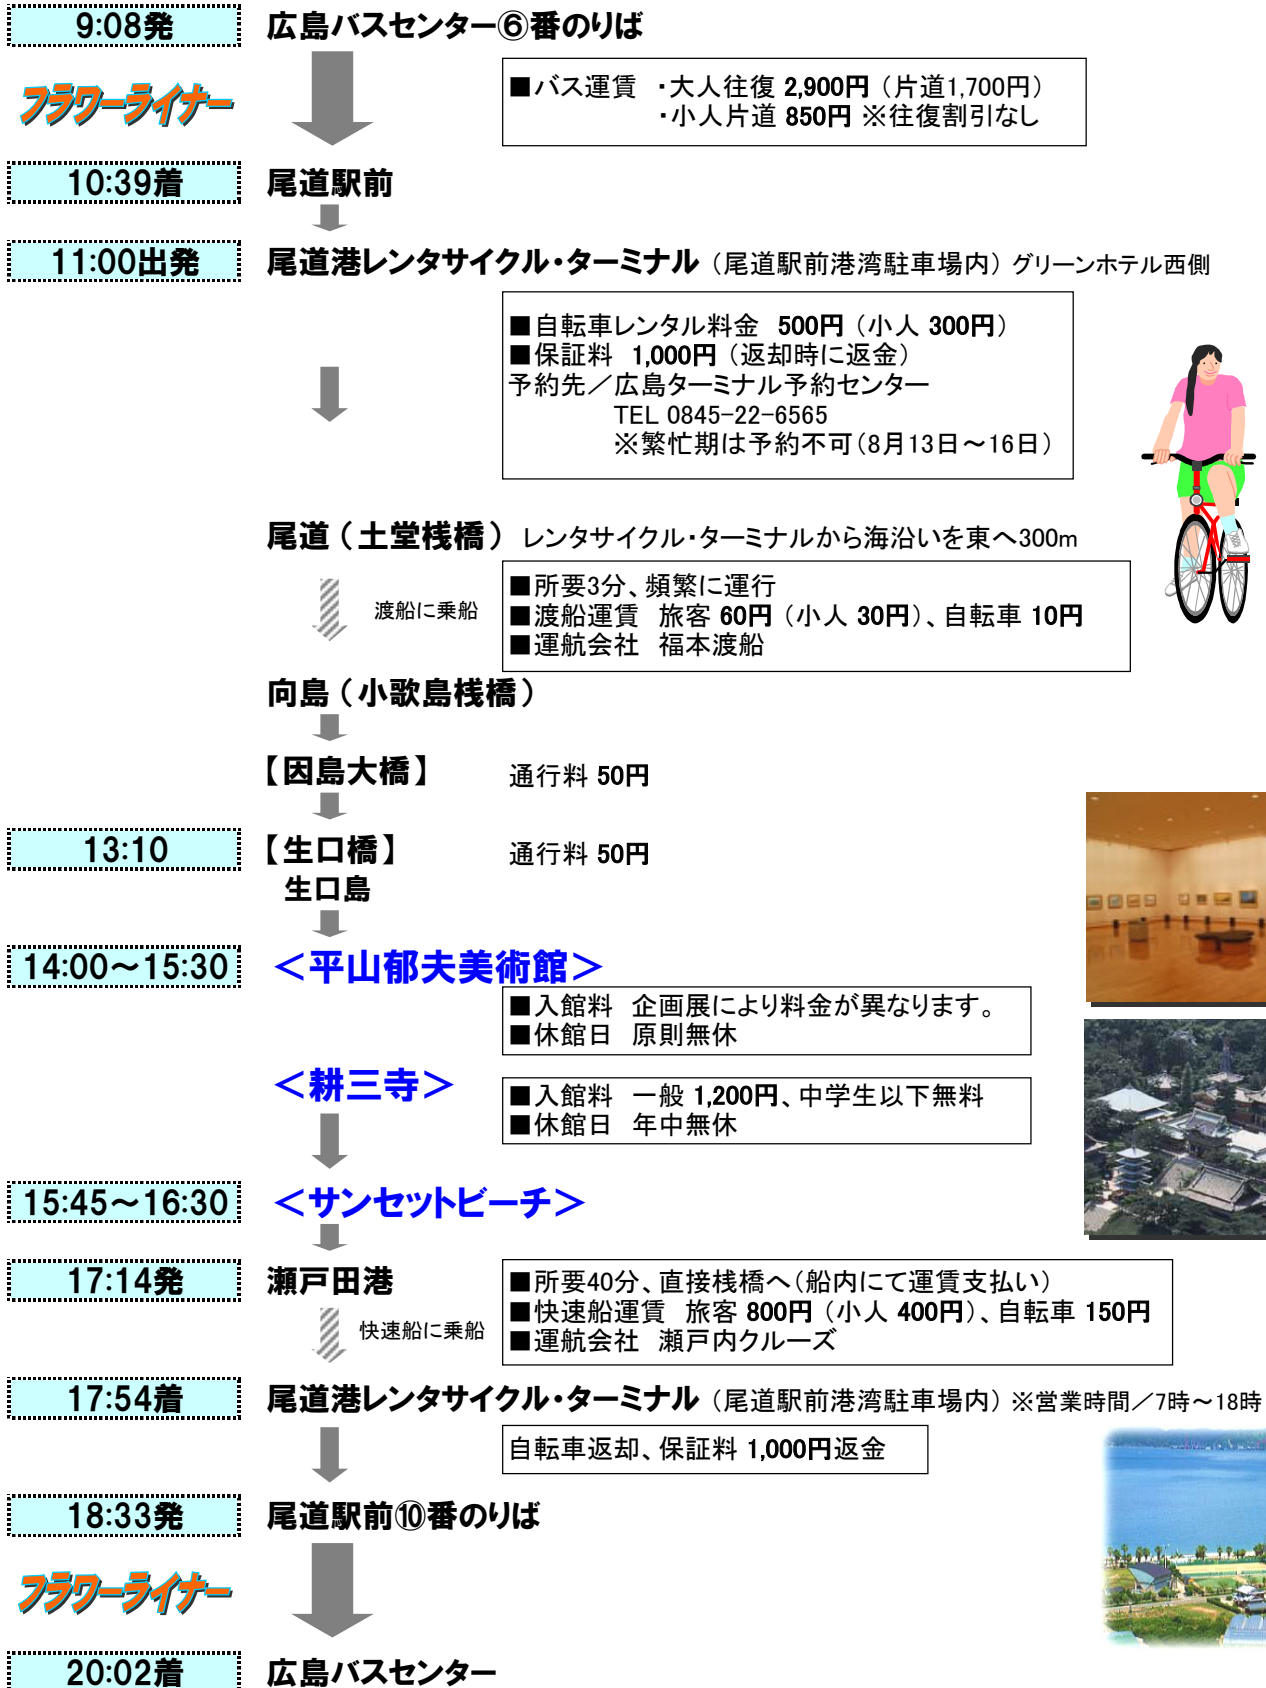 9:08発 広島バスセンター⑥番のりば
フラワーライナー
■バス運賃 ・大人往復 2,900円（片道1,700円）
・小人片道 850円 ※往復割引なし
10:39着 尾道駅前
11:00出発 尾道港レンタサイクル・ターミナル（尾道駅前港湾駐車場内）グリーンホテル西側
■自転車レンタル料金 500円（小人 300円）
■保証料 1,000円（返却時に返金）
予約先／広島ターミナル予約センター
TEL 0845-22-6565
※繁忙期は予約不可（8月13日～16日）
尾道（土堂桟橋）レンタサイクル・ターミナルから海沿いを東へ300m
渡船に乗船
■所要3分、頻繁に運行
■渡船運賃 旅客 60円（小人 30円）、自転車 10円
■運航会社 福本渡船
向島（小歌島桟橋）
【因島大橋】 通行料 50円
13:10 【生口橋】 通行料 50円
生口島
14:00～15:30 ＜平山郁夫美術館＞
■入館料 企画展により料金が異なります。
■休館日 原則無休
＜耕三寺＞
■入館料 一般 1,200円、中学生以下無料
■休館日 年中無休
15:45～16:30 ＜サンセットビーチ＞
17:14発 瀬戸田港
快速船に乗船
■所要40分、直接桟橋へ（船内にて運賃支払い）
■快速船運賃 旅客 800円（小人 400円）、自転車 150円
■運航会社 瀬戸内クルーズ
17:54着 尾道港レンタサイクル・ターミナル（尾道駅前港湾駐車場内）※営業時間／7時～18時
自転車返却、保証料 1,000円返金
18:33発 尾道駅前⑩番のりば
フラワーライナー
20:02着 広島バスセンター